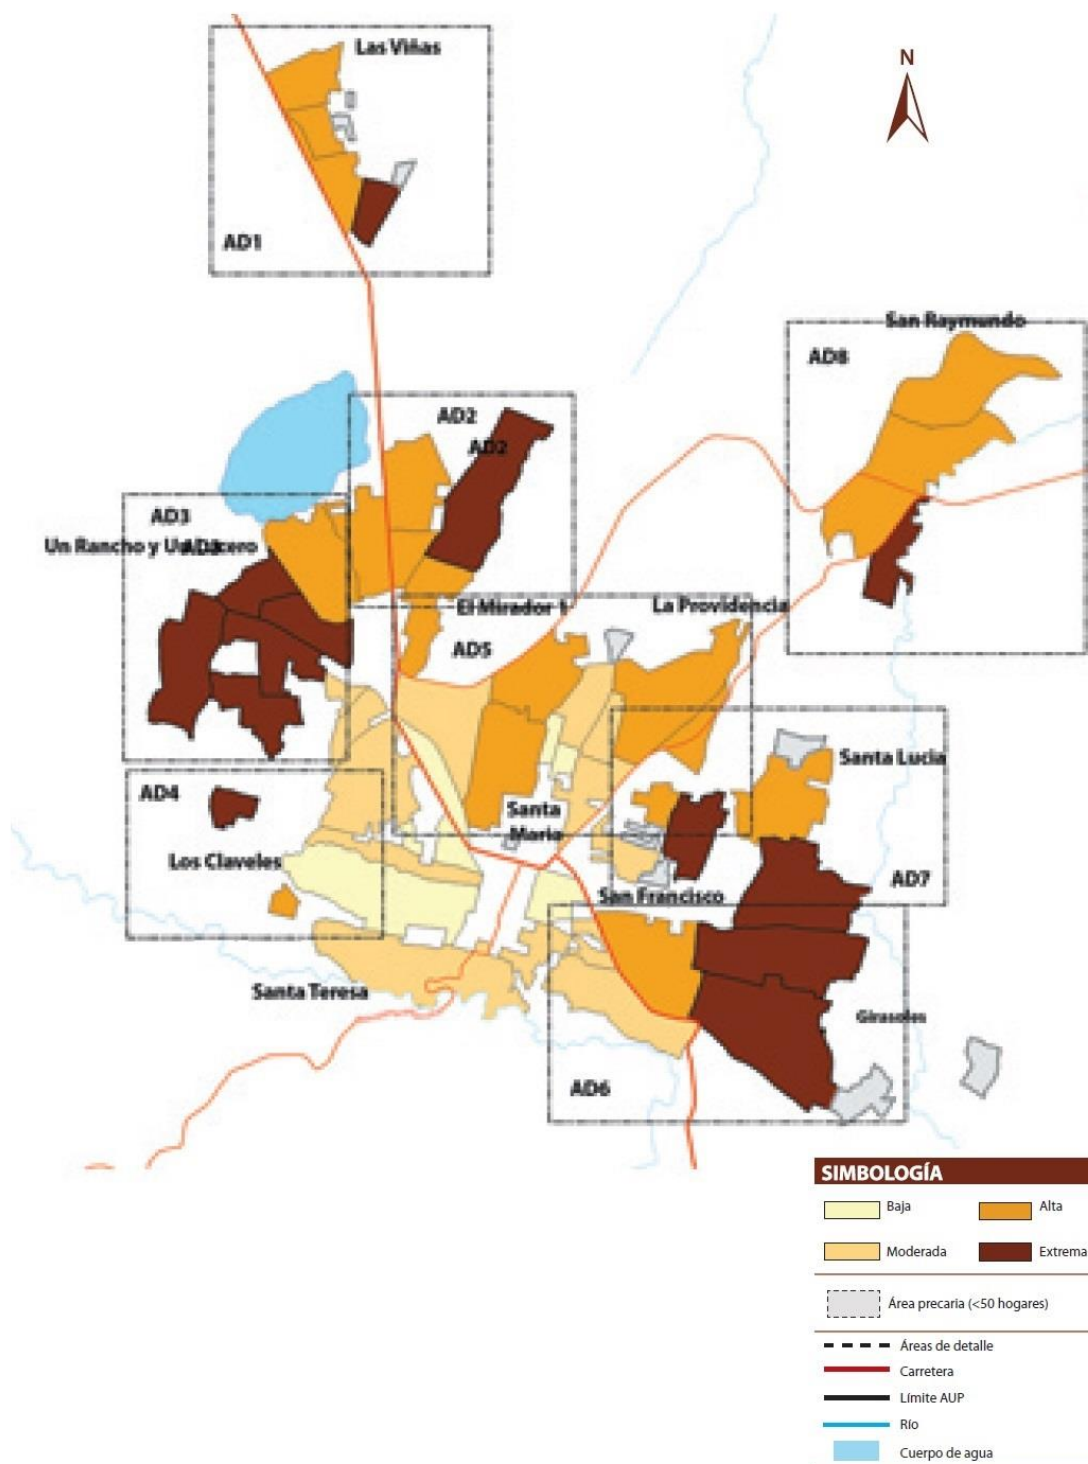 Las Viñas
N
AD1
San Raymundo
AD8
AD2
AD2
AD3
Un Rancho y Un Lucero
AD3
El Mirador 1
La Providencia
AD5
Santa Lucia
AD4
Santa
Maria
Los Claveles
AD7
San Francisco
Santa Teresa
Girasoles
AD6
SIMBOLOGÍA
Baja
Alta
Moderada
Extrema
Área precaria (<50 hogares)
Áreas de detalle
Carretera
Límite AUP
Río
Cuerpo de agua